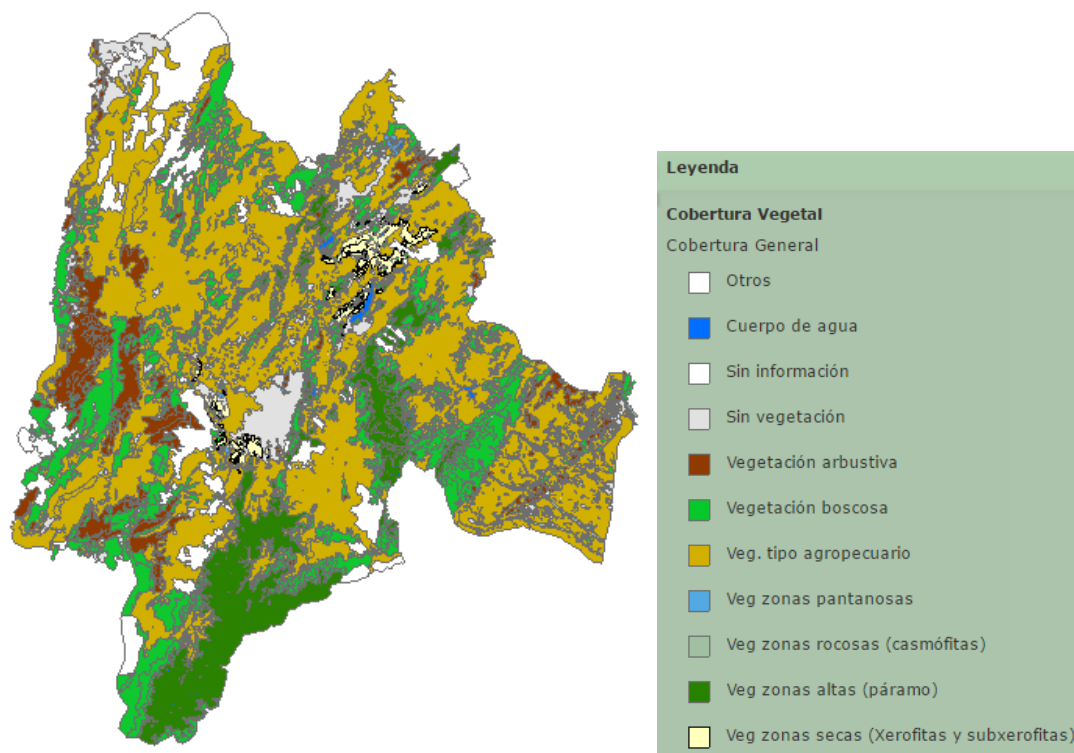 Leyenda
Cobertura Vegetal
Cobertura General
Otros
Cuerpo de agua
Sin información
Sin vegetación
Vegetación arbustiva
Vegetación boscosa
Veg. tipo agropecuario
Veg zonas pantanosas
Veg zonas rocosas (casmófitas)
Veg zonas altas (páramo)
Veg zonas secas (Xerofitas y subxerofitas)